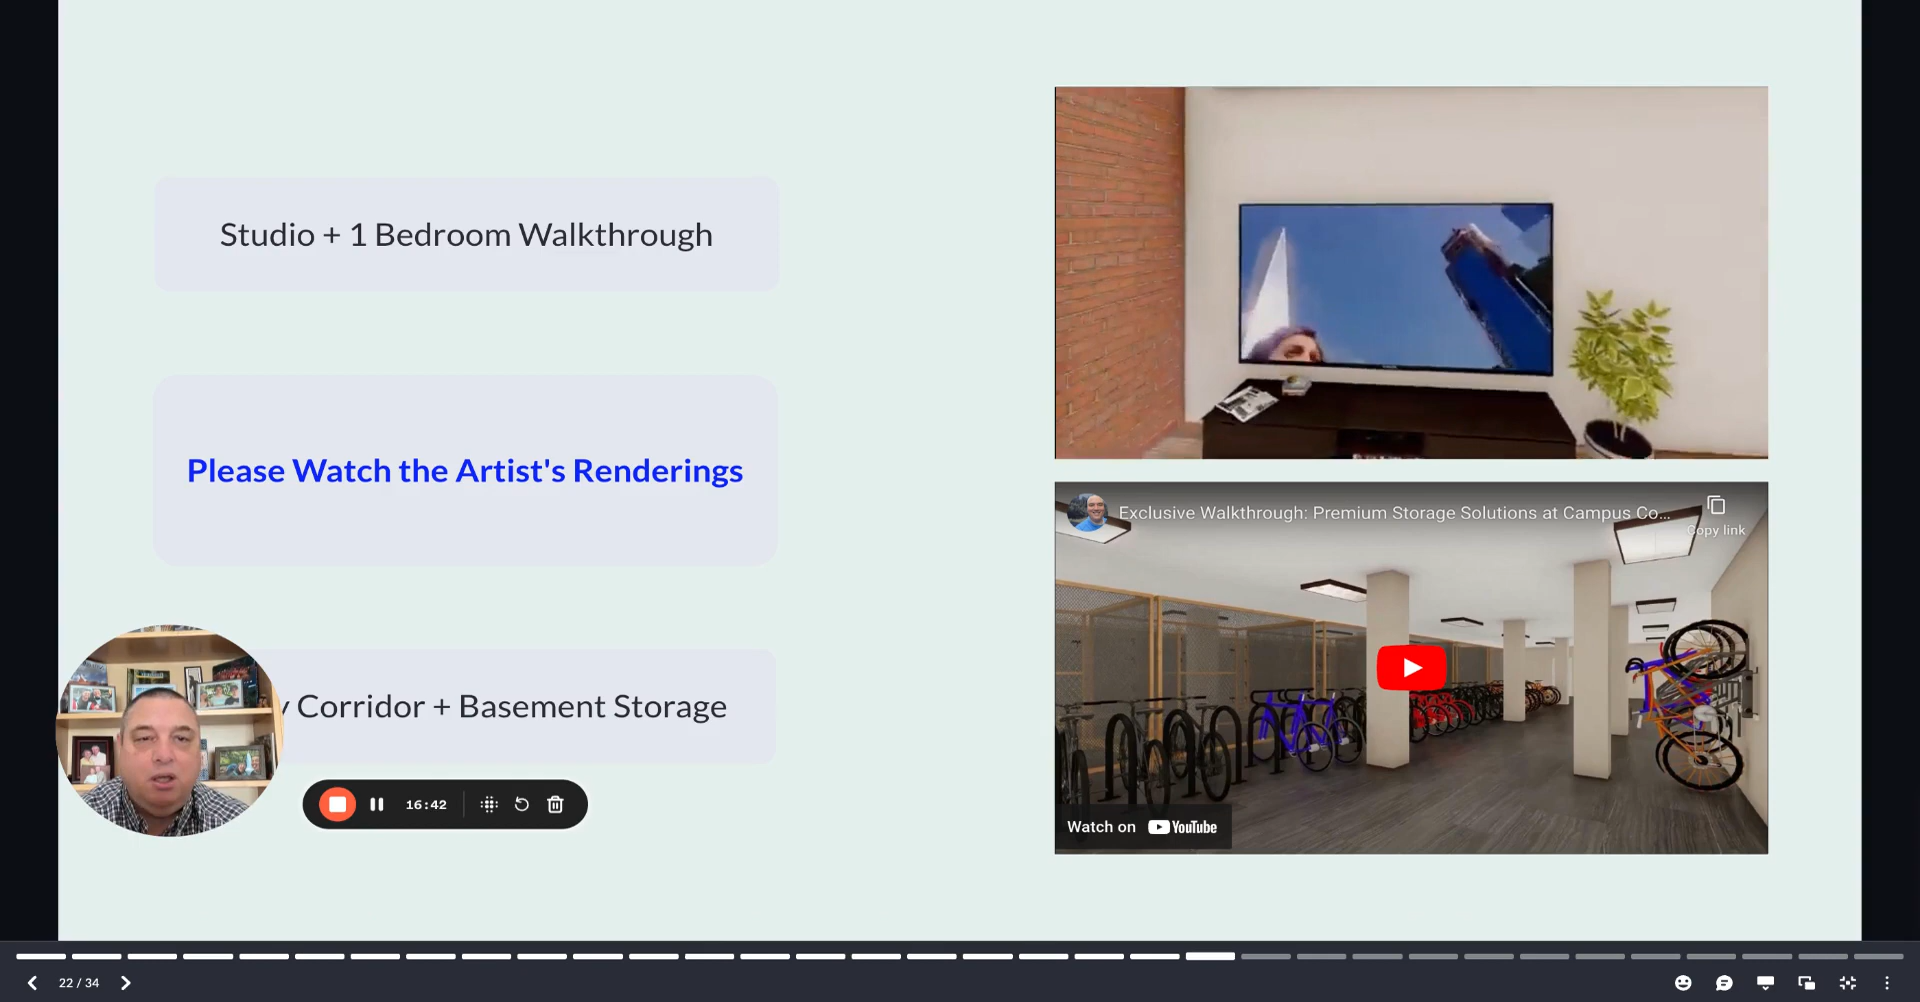 Studio + 1 Bedroom Walkthrough
Please Watch the Artist's Renderings
Corridor + Basement Storage
Exclusive Walkthrough: Premium Storage Solutions at Campus Co...
Copy link
Watch on YouTube
16:42
22 / 34